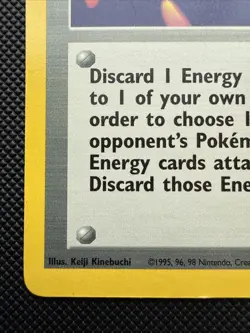 Discard 1 Energy
to 1 of your own
order to choose 1
opponent's Pokém
Energy cards atta
Discard those Ene
Illus. Keiji Kinebuchi ©1995, 96, 98 Nintendo, Crea